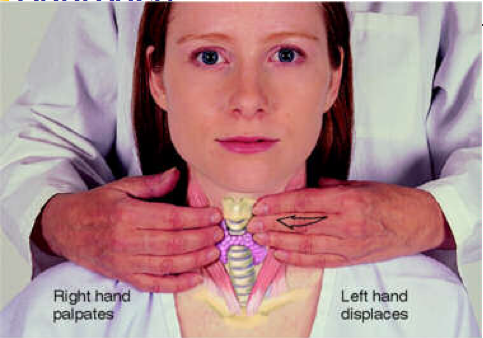 Right hand
palpates
Left hand
displaces